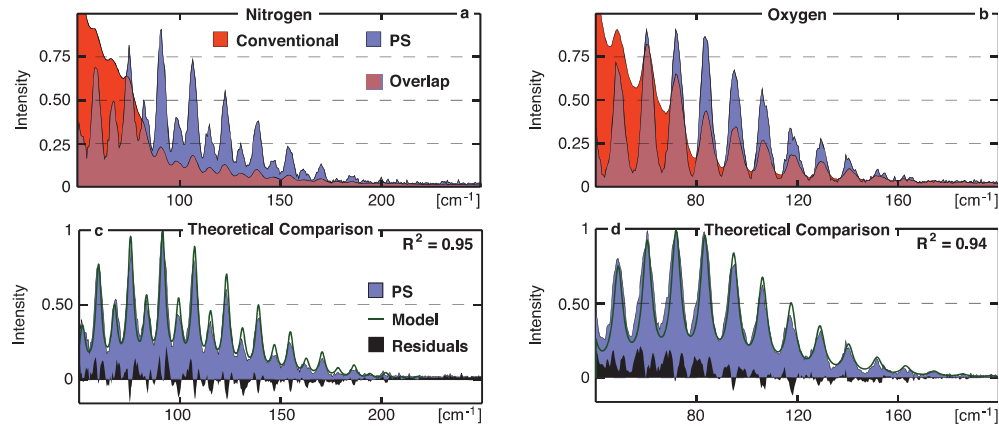 Nitrogen a
Conventional PS
Overlap
Intensity
0.75
0.50
0.25
0
100 150 200 [cm-1]
Oxygen b
Intensity
0.75
0.50
0.25
0
80 120 160 [cm-1]
c Theoretical Comparison
R² = 0.95
PS
Model
Residuals
Intensity
1
0.50
0
100 150 200 [cm-1]
d Theoretical Comparison
R² = 0.94
Intensity
1
0.50
0
80 120 160 [cm-1]